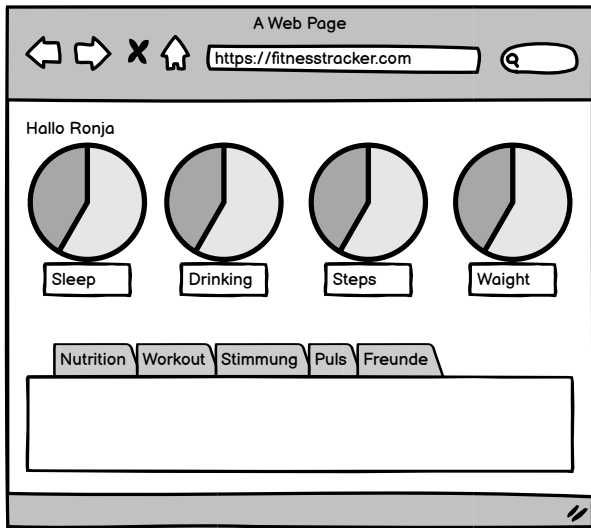 A Web Page
https://fitnesstracker.com
Hallo Ronja
Sleep Drinking Steps Waight
Nutrition Workout Stimmung Puls Freunde